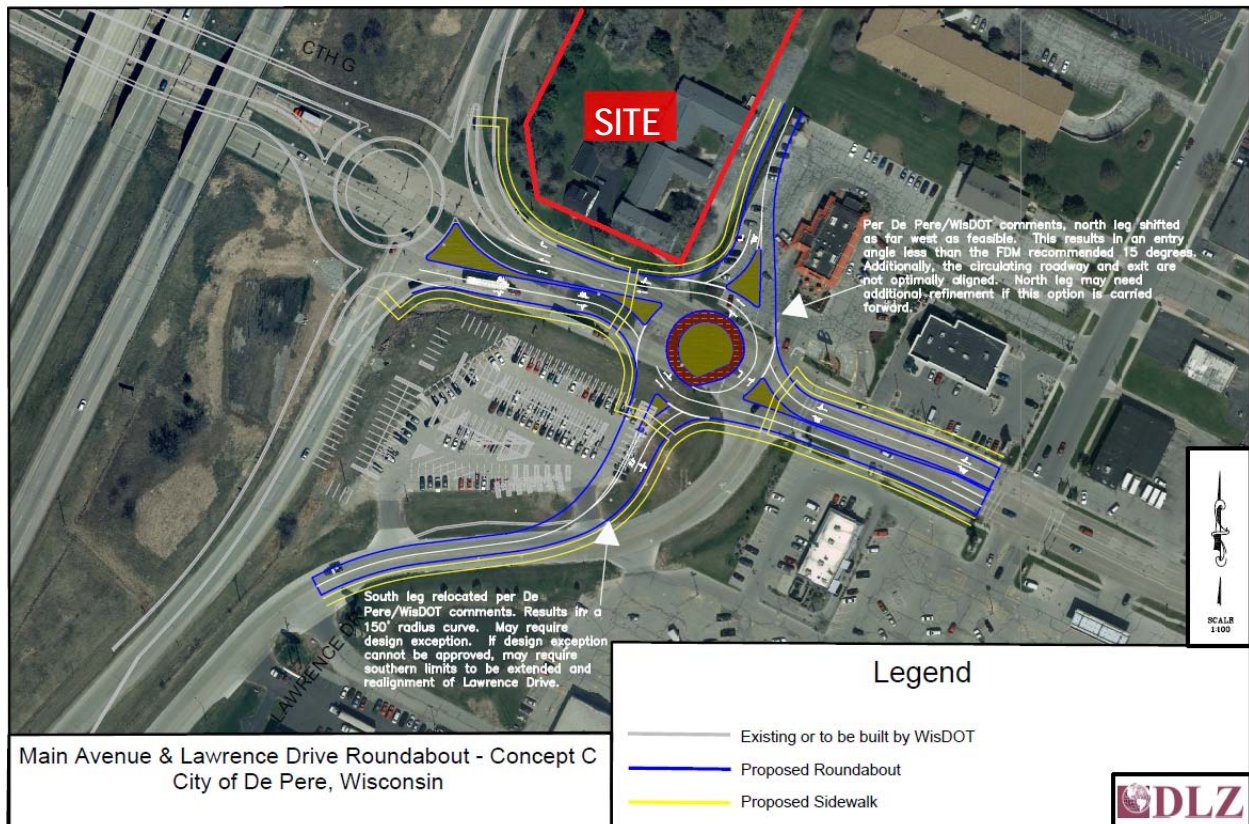 CTH G
SITE
Per De Pere/WisDOT comments, north leg shifted
as far west as feasible. This results in an entry
angle less than the FDM recommended 15 degrees.
Additionally, the circulating roadway and exit are
not optimally aligned. North leg may need
additional refinement if this option is carried
forward.
South leg relocated per De
Pere/WisDOT comments. Results in a
150' radius curve. May require
design exception. If design exception
cannot be approved, may require
southern limits to be extended and
realignment of Lawrence Drive.
LAWRENCE DR
SCALE
1:100
Main Avenue & Lawrence Drive Roundabout - Concept C
City of De Pere, Wisconsin
Legend
Existing or to be built by WisDOT
Proposed Roundabout
Proposed Sidewalk
DLZ